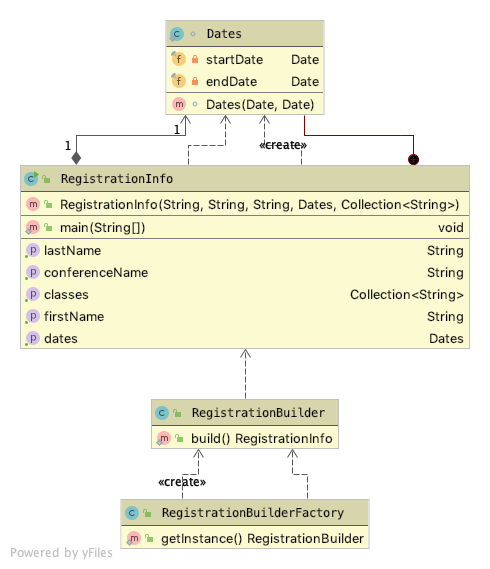 Dates
startDate Date
endDate Date
Dates(Date, Date)
1
1
«create»
RegistrationInfo
RegistrationInfo(String, String, String, Dates, Collection<String>)
main(String[]) void
lastName String
conferenceName String
classes Collection<String>
firstName String
dates Dates
RegistrationBuilder
build() RegistrationInfo
«create»
RegistrationBuilderFactory
getInstance() RegistrationBuilder
Powered by yFiles